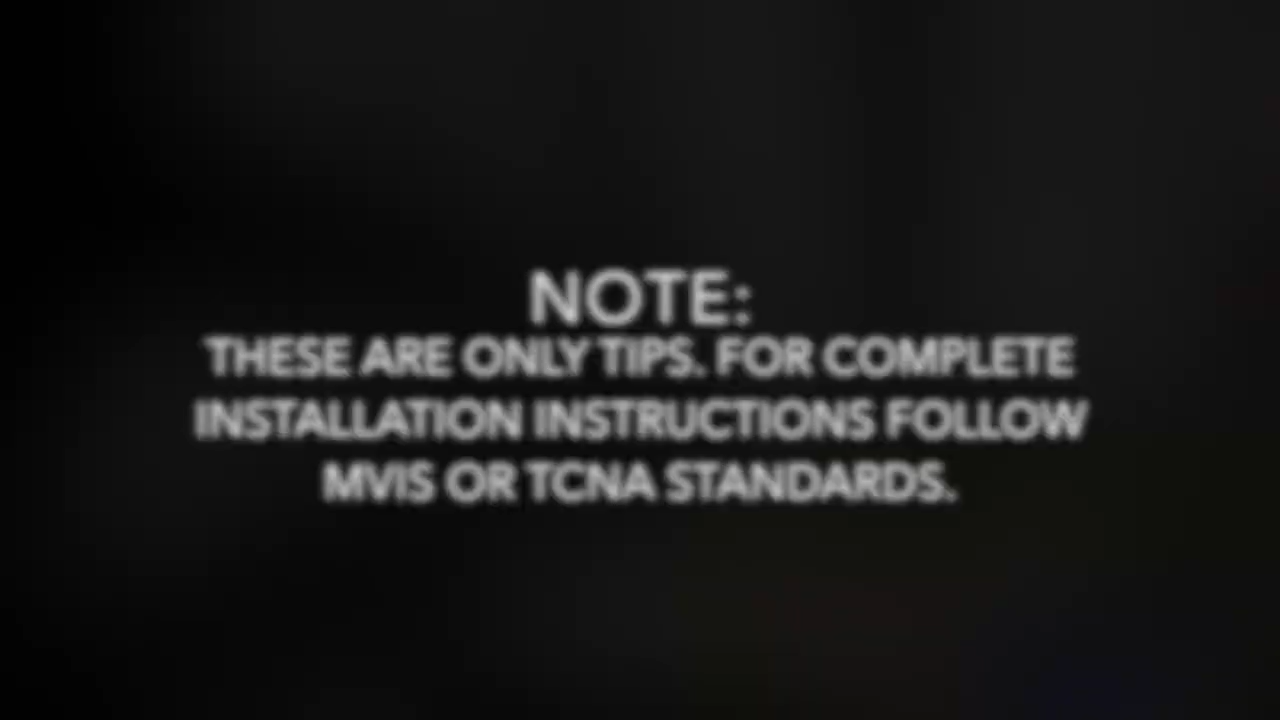 NOTE:
THESE ARE ONLY TIPS. FOR COMPLETE
INSTALLATION INSTRUCTIONS FOLLOW
MVIS OR TCNA STANDARDS.